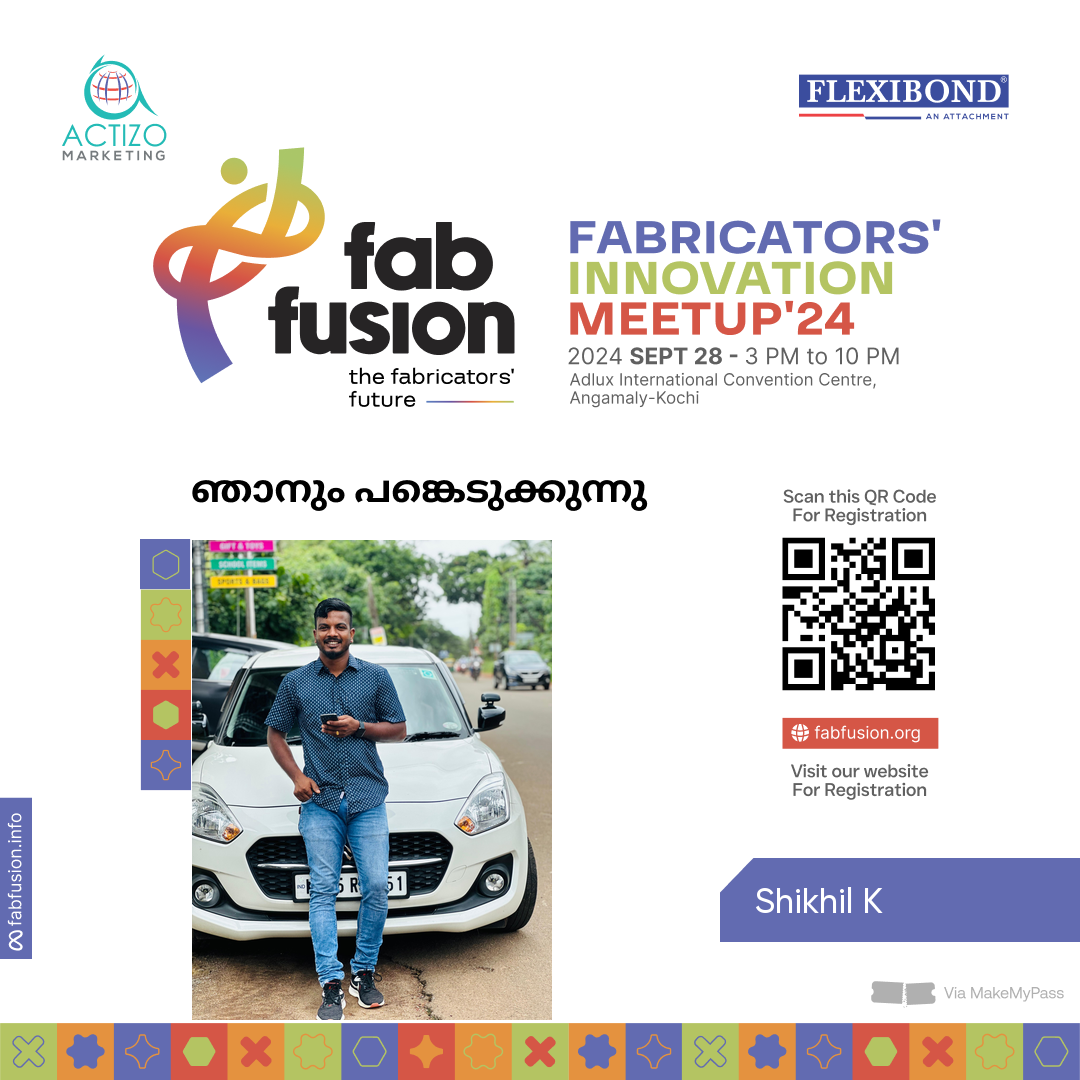 ACTIZO
MARKETING
FLEXIBOND®
AN ATTACHMENT
fab
fusion
the fabricators'
future
FABRICATORS'
INNOVATION
MEETUP'24
2024 SEPT 28 - 3 PM to 10 PM
Adlux International Convention Centre,
Angamaly-Kochi
ഞാനും പങ്കെടുക്കുന്നു
Scan this QR Code
For Registration
GIFT & TOYS
SCHOOL ITEMS
SPORTS & BAGS
IND
51
fabfusion.org
Visit our website
For Registration
fabfusion.info
Shikhil K
Via MakeMyPass